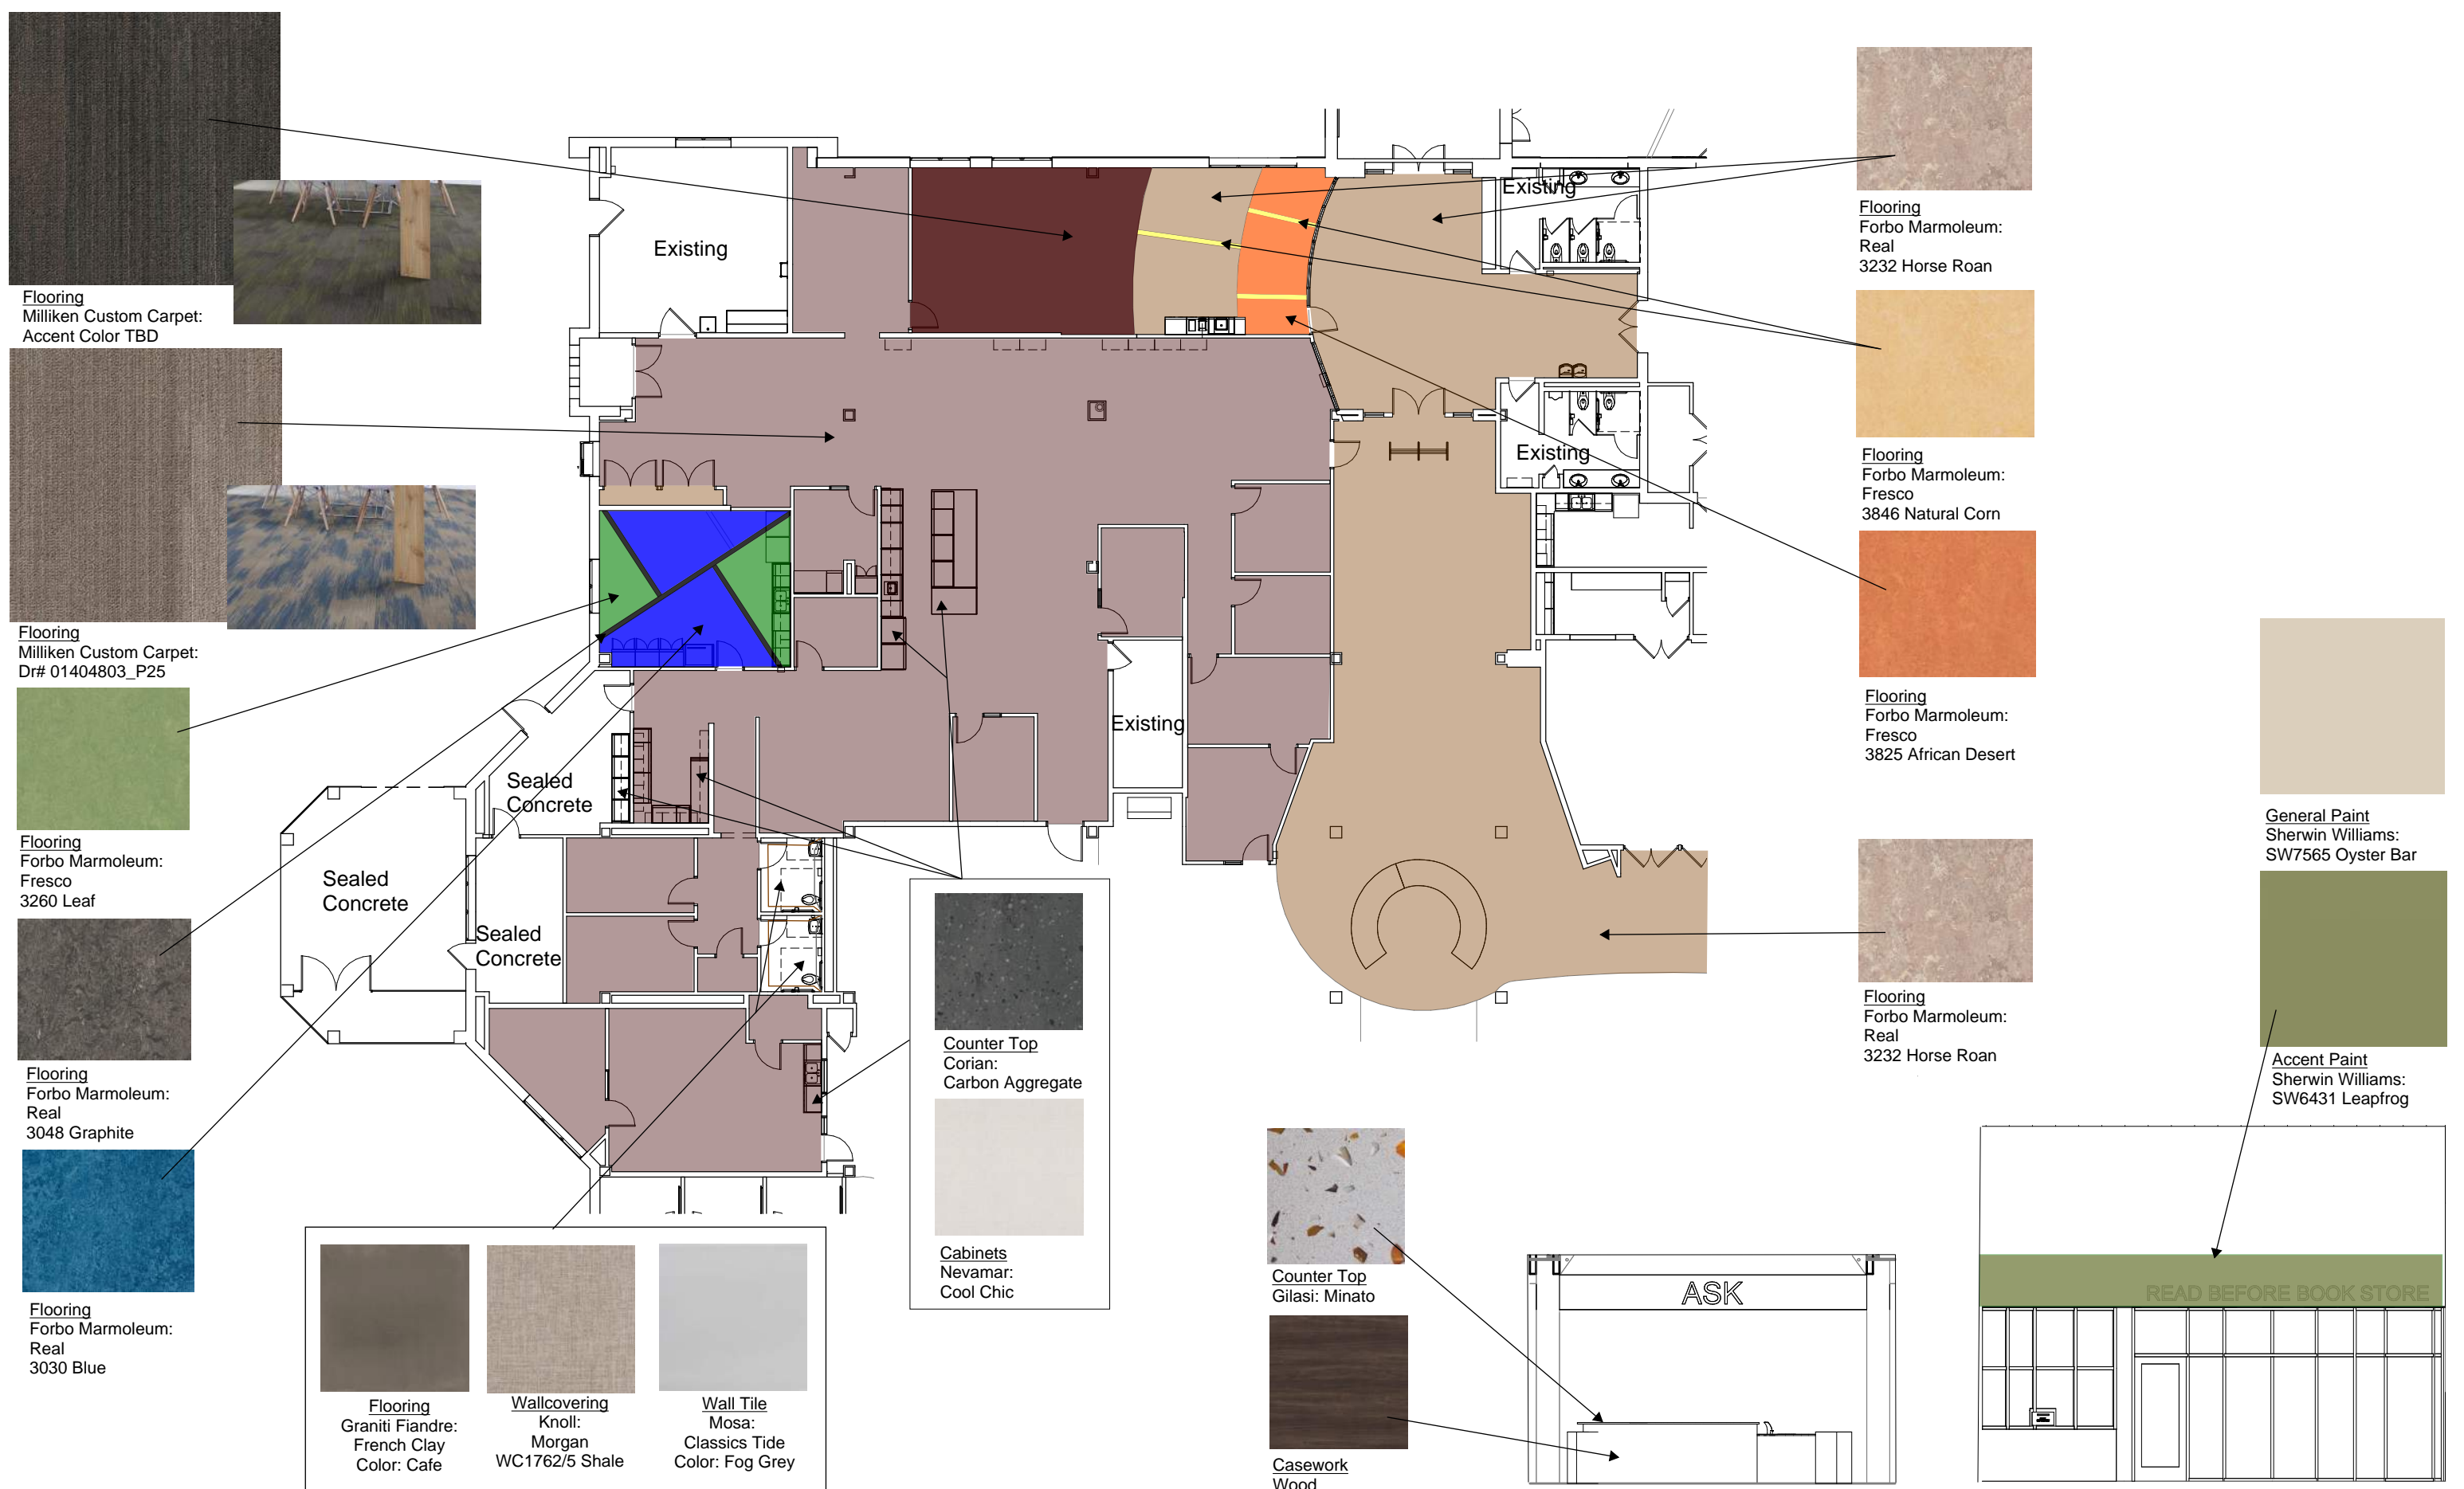 Flooring
Milliken Custom Carpet:
Accent Color TBD
Flooring
Milliken Custom Carpet:
Dr# 01404803_P25
Flooring
Forbo Marmoleum:
Fresco
3260 Leaf
Flooring
Forbo Marmoleum:
Real
3048 Graphite
Flooring
Forbo Marmoleum:
Real
3030 Blue
Existing
Existing
Existing
Existing
Sealed
Concrete
Sealed
Concrete
Sealed
Concrete
Flooring
Graniti Fiandre:
French Clay
Color: Cafe
Wallcovering
Knoll:
Morgan
WC1762/5 Shale
Wall Tile
Mosa:
Classics Tide
Color: Fog Grey
Counter Top
Corian:
Carbon Aggregate
Cabinets
Nevamar:
Cool Chic
Counter Top
Gilasi: Minato
Casework
Wood
ASK
Flooring
Forbo Marmoleum:
Real
3232 Horse Roan
Flooring
Forbo Marmoleum:
Fresco
3846 Natural Corn
Flooring
Forbo Marmoleum:
Fresco
3825 African Desert
Flooring
Forbo Marmoleum:
Real
3232 Horse Roan
General Paint
Sherwin Williams:
SW7565 Oyster Bar
Accent Paint
Sherwin Williams:
SW6431 Leapfrog
READ BEFORE BOOK STORE